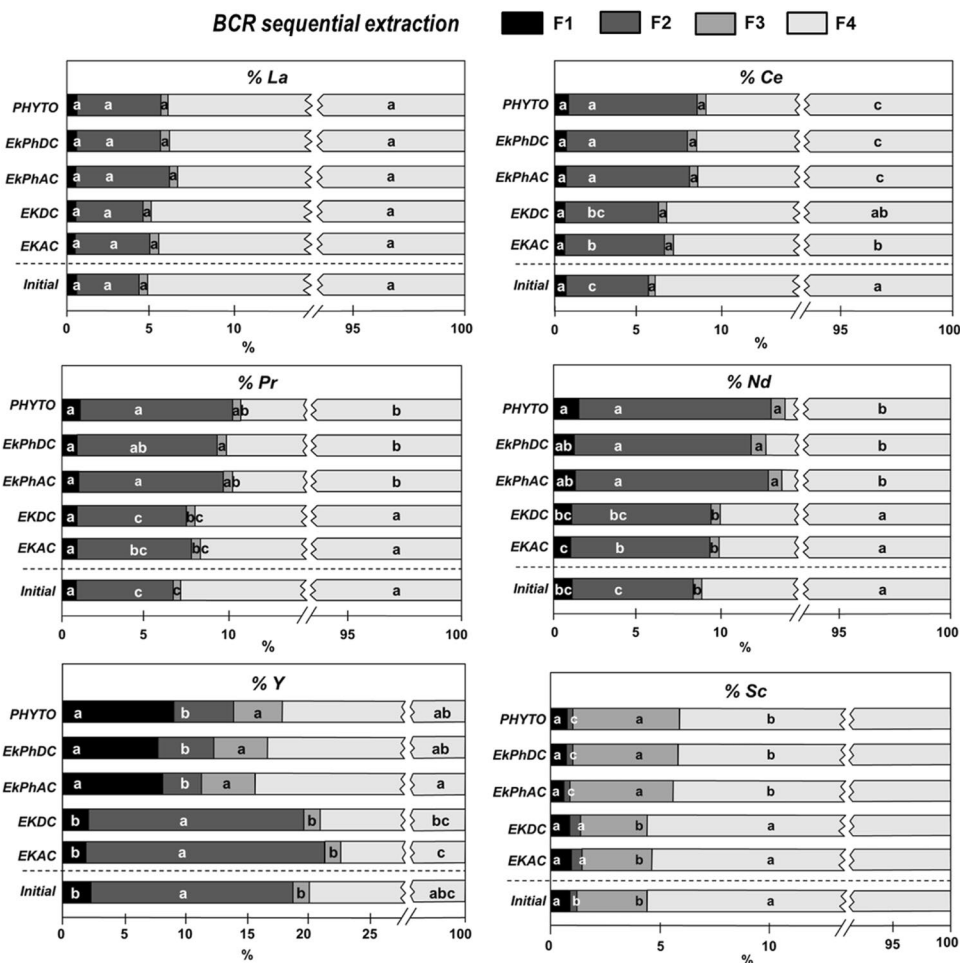 BCR sequential extraction F1 F2 F3 F4
% La
PHYTO a a a a
EkPhDC a a a a
EkPhAC a a a a
EKDC a a a a
EKAC a a a a
Initial a a a a
0 5 10 95 100
%
% Ce
PHYTO a a a c
EkPhDC a a a c
EkPhAC a a a c
EKDC a bc a ab
EKAC a b a b
Initial a c a a
0 5 10 95 100
%
% Pr
PHYTO a a ab b
EkPhDC a ab a b
EkPhAC a a ab b
EKDC a c bc a
EKAC a bc bc a
Initial a c c a
0 5 10 95 100
%
% Nd
PHYTO a a a b
EkPhDC ab a a b
EkPhAC ab a a b
EKDC bc bc b a
EKAC c b b a
Initial bc c b a
0 5 10 95 100
%
% Y
PHYTO a b a ab
EkPhDC a b a ab
EkPhAC a b a a
EKDC b a b bc
EKAC b a b c
Initial b a b abc
0 5 10 15 20 25 100
%
% Sc
PHYTO a c a b
EkPhDC a c a b
EkPhAC a c a b
EKDC a a b a
EKAC a a b a
Initial a b b a
0 5 10 95 100
%